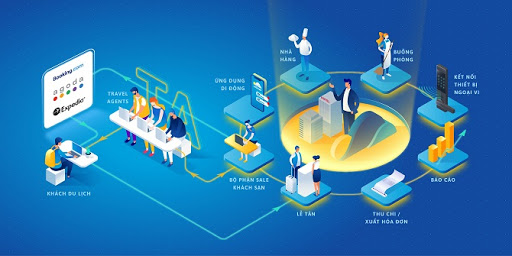 Booking.com
Expedia
TRAVEL
AGENTS
TA
KHÁCH DU LỊCH
ỨNG DỤNG
DI ĐỘNG
BỘ PHẬN SALE
KHÁCH SẠN
NHÀ
HÀNG
BUỒNG
PHÒNG
KẾT NỐI
THIẾT BỊ
NGOẠI VI
BÁO CÁO
THU CHI /
XUẤT HÓA ĐƠN
LỄ TÂN